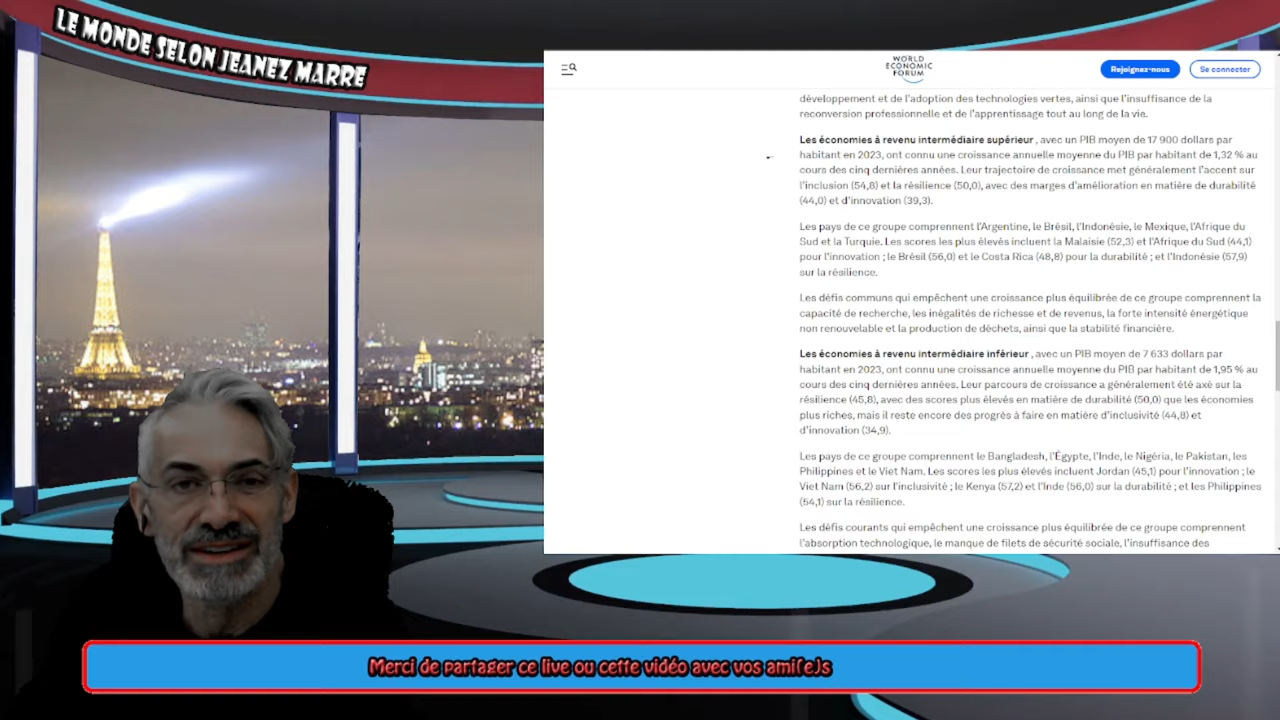 LE MONDE SELON JEANEZ MARRE
WORLD
ECONOMIC
FORUM
Rejoignez-nous
Se connecter
développement et de l'adoption des technologies vertes, ainsi que l'insuffisance de la
reconversion professionnelle et de l'apprentissage tout au long de la vie.
Les économies à revenu intermédiaire supérieur , avec un PIB moyen de 17 900 dollars par
habitant en 2023, ont connu une croissance annuelle moyenne du PIB par habitant de 1,32 % au
cours des cinq dernières années. Leur trajectoire de croissance met généralement l'accent sur
l'inclusion (54,8) et la résilience (50,0), avec des marges d'amélioration en matière de durabilité
(44,0) et d'innovation (39,3).
Les pays de ce groupe comprennent l'Argentine, le Brésil, l'Indonésie, le Mexique, l'Afrique du
Sud et la Turquie. Les scores les plus élevés incluent la Malaisie (52,3) et l'Afrique du Sud (44,1)
pour l'innovation ; le Brésil (56,0) et le Costa Rica (48,8) pour la durabilité ; et l'Indonésie (57,9)
sur la résilience.
Les défis communs qui empêchent une croissance plus équilibrée de ce groupe comprennent la
capacité de recherche, les inégalités de richesse et de revenus, la forte intensité énergétique
non renouvelable et la production de déchets, ainsi que la stabilité financière.
Les économies à revenu intermédiaire inférieur , avec un PIB moyen de 7 633 dollars par
habitant en 2023, ont connu une croissance annuelle moyenne du PIB par habitant de 1,95 % au
cours des cinq dernières années. Leur parcours de croissance a généralement été axé sur la
résilience (45,8), avec des scores plus élevés en matière de durabilité (50,0) que les économies
plus riches, mais il reste encore des progrès à faire en matière d'inclusivité (44,8) et
d'innovation (34,9).
Les pays de ce groupe comprennent le Bangladesh, l'Égypte, l'Inde, le Nigéria, le Pakistan, les
Philippines et le Viet Nam. Les scores les plus élevés incluent Jordan (45,1) pour l'innovation ; le
Viet Nam (56,2) sur l'inclusivité ; le Kenya (57,2) et l'Inde (56,0) sur la durabilité ; et les Philippines
(54,1) sur la résilience.
Les défis courants qui empêchent une croissance plus équilibrée de ce groupe comprennent
l'absorption technologique, le manque de filets de sécurité sociale, l'insuffisance des
Merci de partager ce live ou cette vidéo avec vos ami(e)s